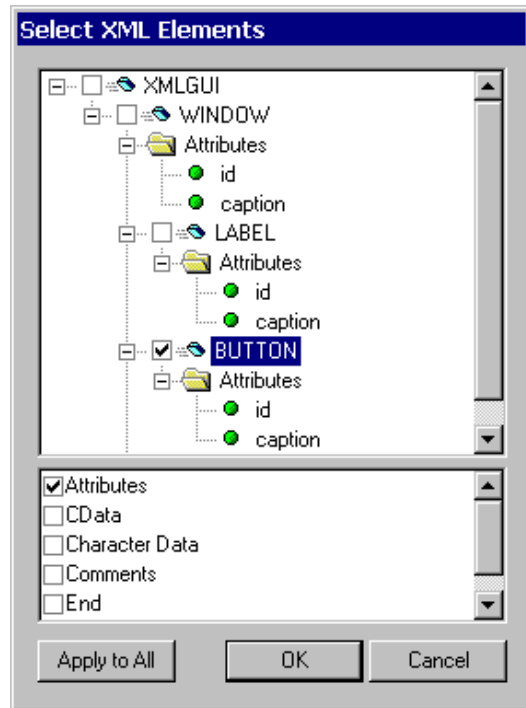 Select XML Elements
XMLGUI
WINDOW
Attributes
id
caption
LABEL
Attributes
id
caption
BUTTON
Attributes
id
caption
Attributes
CData
Character Data
Comments
End
Apply to All OK Cancel